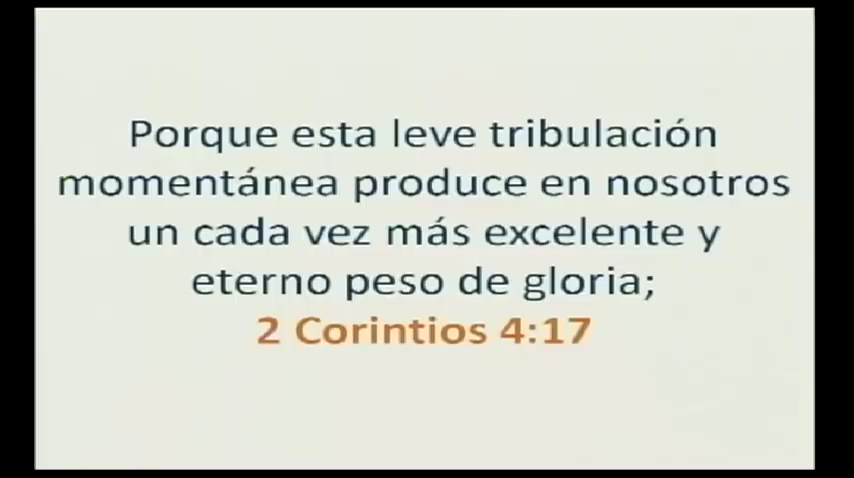 Porque esta leve tribulación
momentánea produce en nosotros
un cada vez más excelente y
eterno peso de gloria;
2 Corintios 4:17